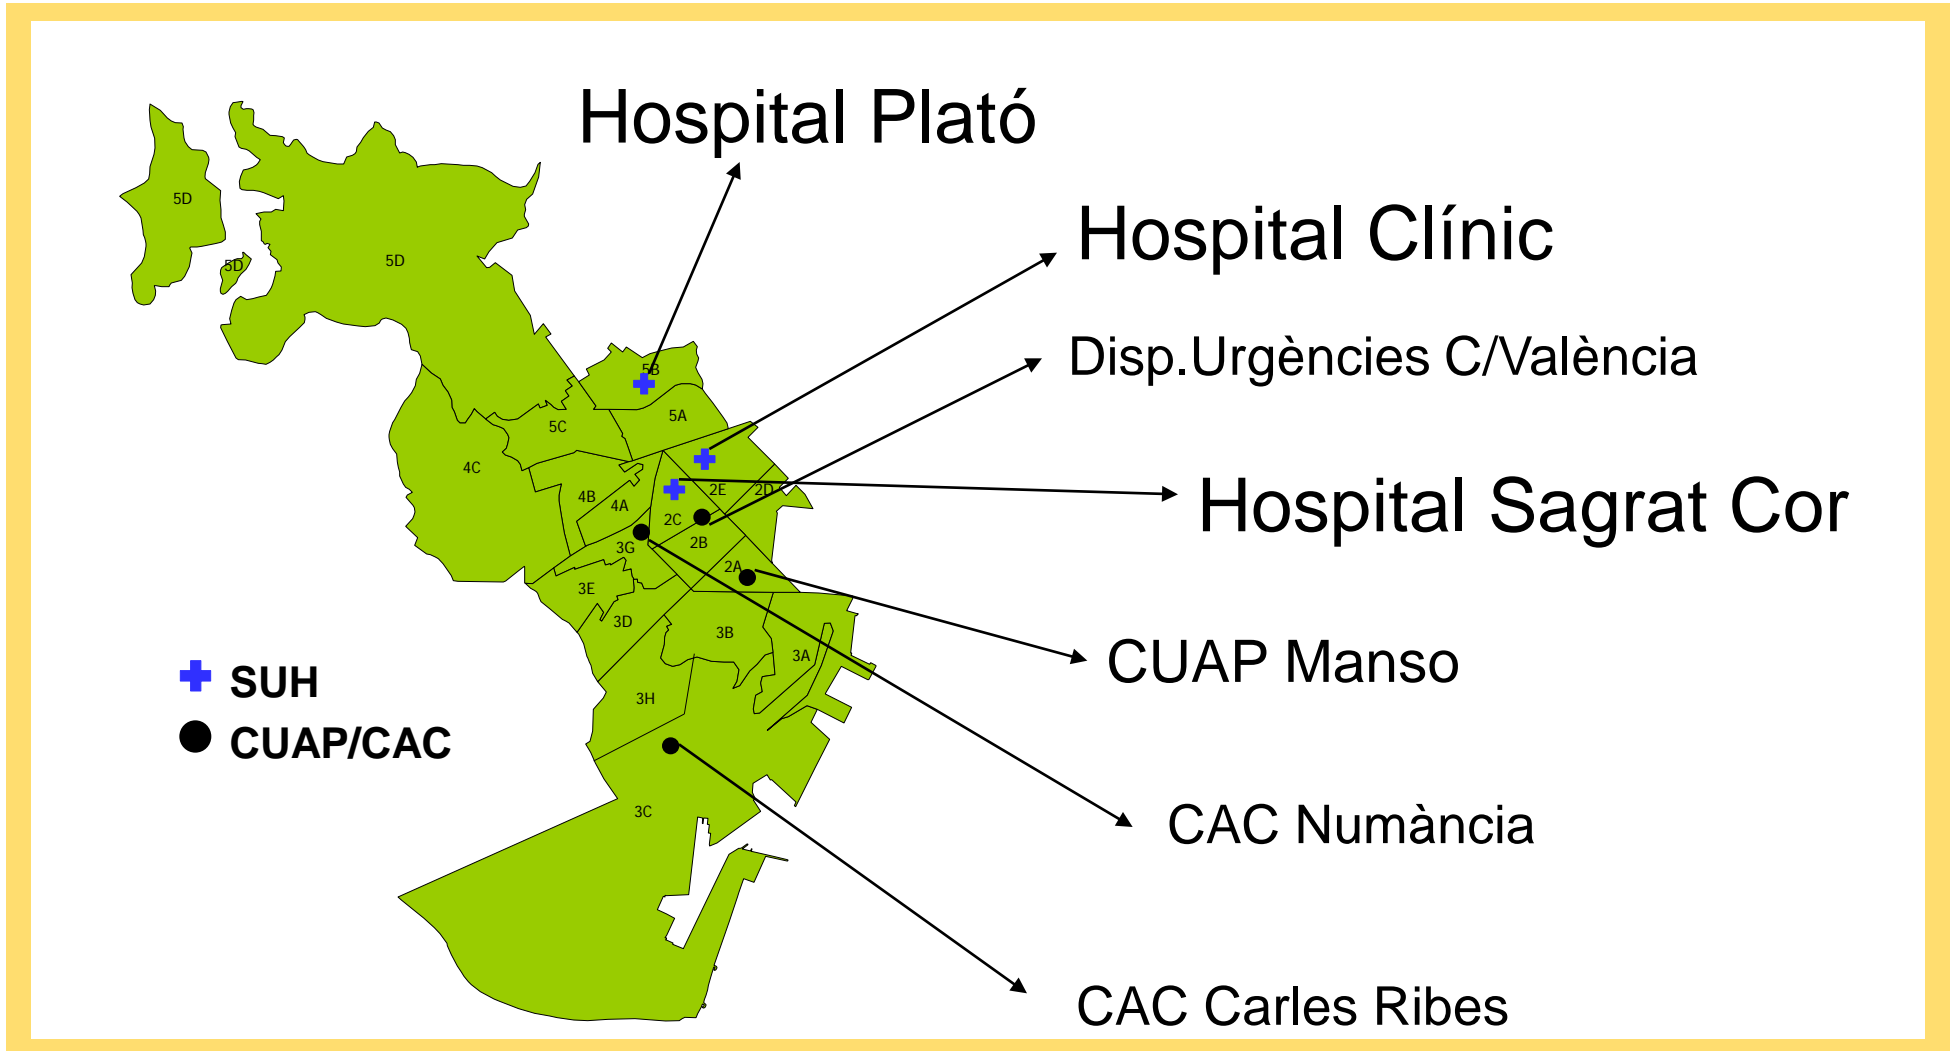 Hospital Plató
Hospital Clínic
Disp.Urgències C/València
Hospital Sagrat Cor
CUAP Manso
CAC Numància
CAC Carles Ribes
SUH
CUAP/CAC
5D
5D
5D
5B
5A
5C
4C
4B
4A
2E
2D
2C
2B
2A
3G
3E
3D
3B
3A
3H
3C